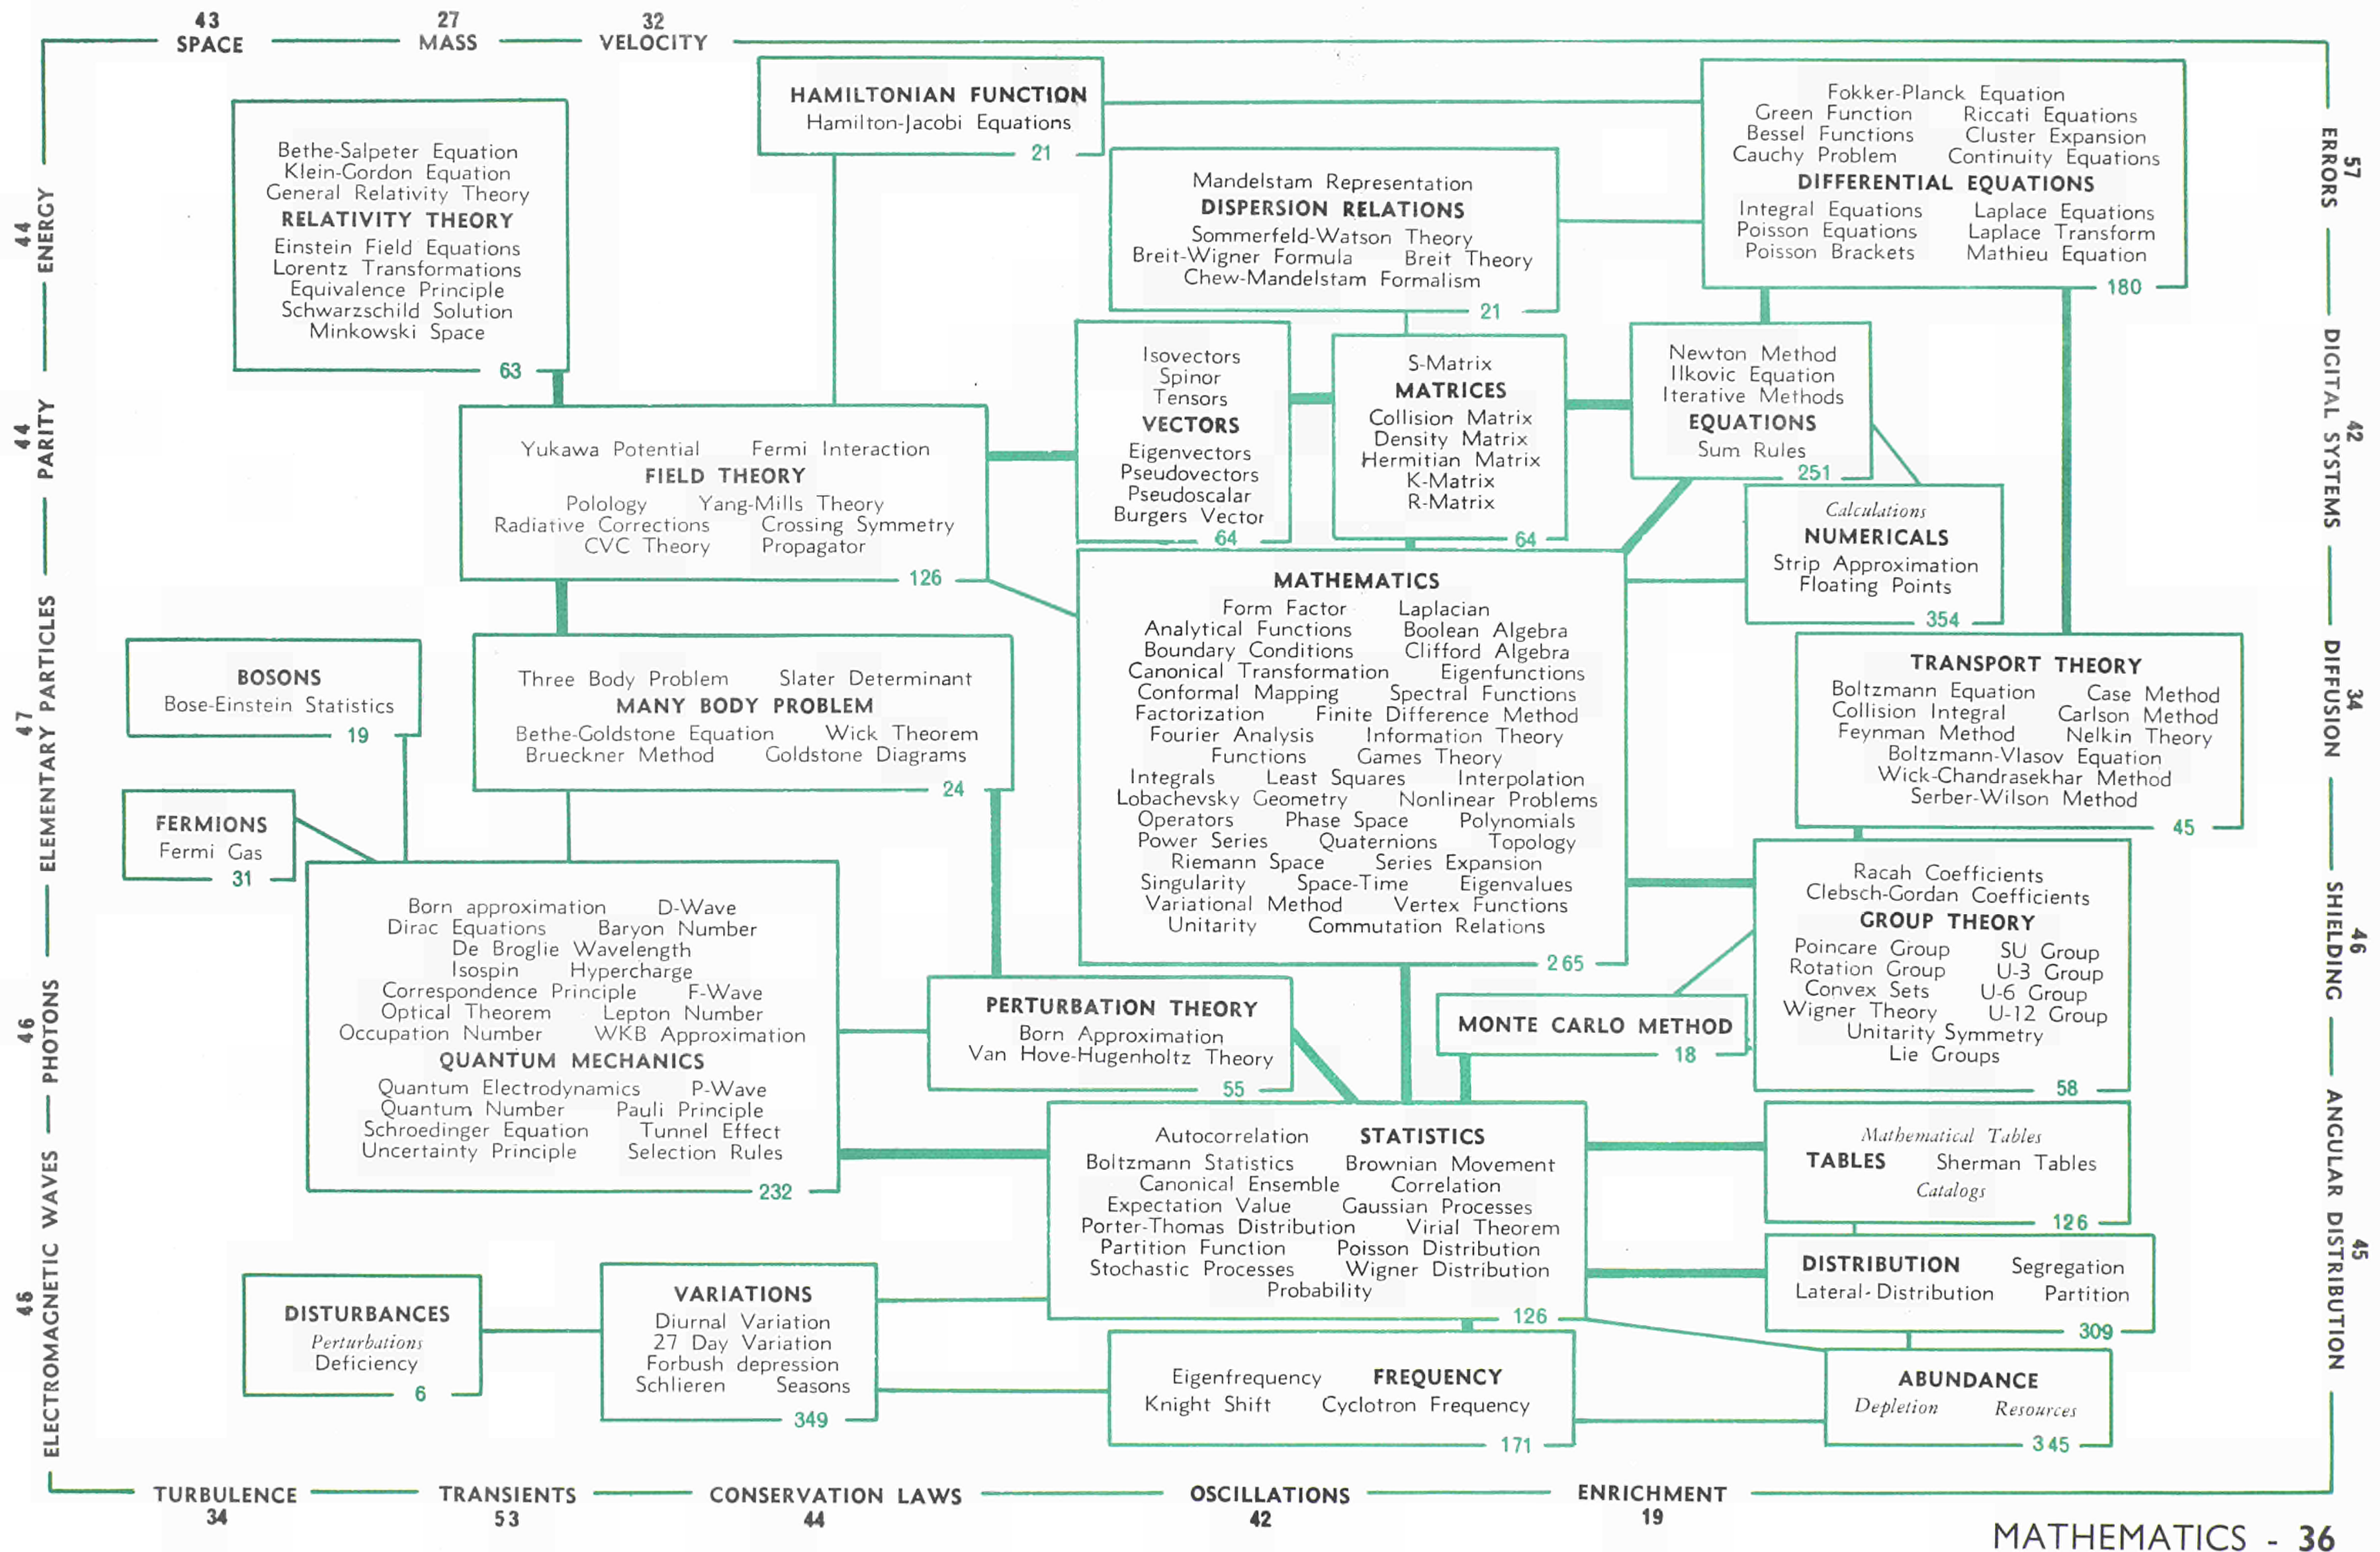 43
SPACE
27
MASS
32
VELOCITY
HAMILTONIAN FUNCTION
Hamilton-Jacobi Equations
21
Fokker-Planck Equation
Green Function Riccati Equations
Bessel Functions Cluster Expansion
Cauchy Problem Continuity Equations
DIFFERENTIAL EQUATIONS
Integral Equations Laplace Equations
Poisson Equations Laplace Transform
Poisson Brackets Mathieu Equation
180
Bethe-Salpeter Equation
Klein-Gordon Equation
General Relativity Theory
RELATIVITY THEORY
Einstein Field Equations
Lorentz Transformations
Equivalence Principle
Schwarzschild Solution
Minkowski Space
63
Mandelstam Representation
DISPERSION RELATIONS
Sommerfeld-Watson Theory
Breit-Wigner Formula Breit Theory
Chew-Mandelstam Formalism
21
Isovectors
Spinor
Tensors
VECTORS
Eigenvectors
Pseudovectors
Pseudoscalar
Burgers Vector
64
S-Matrix
MATRICES
Collision Matrix
Density Matrix
Hermitian Matrix
K-Matrix
R-Matrix
64
Newton Method
Ilkovic Equation
Iterative Methods
EQUATIONS
Sum Rules
251
Yukawa Potential Fermi Interaction
FIELD THEORY
Polology Yang-Mills Theory
Radiative Corrections Crossing Symmetry
CVC Theory Propagator
126
Calculations
NUMERICALS
Strip Approximation
Floating Points
354
MATHEMATICS
Form Factor Laplacian
Analytical Functions Boolean Algebra
Boundary Conditions Clifford Algebra
Canonical Transformation Eigenfunctions
Conformal Mapping Spectral Functions
Factorization Finite Difference Method
Fourier Analysis Information Theory
Functions Games Theory
Integrals Least Squares Interpolation
Lobachevsky Geometry Nonlinear Problems
Operators Phase Space Polynomials
Power Series Quaternions Topology
Riemann Space Series Expansion
Singularity Space-Time Eigenvalues
Variational Method Vertex Functions
Unitarity Commutation Relations
265
BOSONS
Bose-Einstein Statistics
19
Three Body Problem Slater Determinant
MANY BODY PROBLEM
Bethe-Goldstone Equation Wick Theorem
Brueckner Method Goldstone Diagrams
24
TRANSPORT THEORY
Boltzmann Equation Case Method
Collision Integral Carlson Method
Feynman Method Nelkin Theory
Boltzmann-Vlasov Equation
Wick-Chandrasekhar Method
Serber-Wilson Method
45
FERMIONS
Fermi Gas
31
Born approximation D-Wave
Dirac Equations Baryon Number
De Broglie Wavelength
Isospin Hypercharge
Correspondence Principle F-Wave
Optical Theorem Lepton Number
Occupation Number WKB Approximation
QUANTUM MECHANICS
Quantum Electrodynamics P-Wave
Quantum Number Pauli Principle
Schroedinger Equation Tunnel Effect
Uncertainty Principle Selection Rules
232
Racah Coefficients
Clebsch-Gordan Coefficients
GROUP THEORY
Poincare Group SU Group
Rotation Group U-3 Group
Convex Sets U-6 Group
Wigner Theory U-12 Group
Unitarity Symmetry
Lie Groups
58
PERTURBATION THEORY
Born Approximation
Van Hove-Hugenholtz Theory
55
MONTE CARLO METHOD
18
Autocorrelation STATISTICS
Boltzmann Statistics Brownian Movement
Canonical Ensemble Correlation
Expectation Value Gaussian Processes
Porter-Thomas Distribution Virial Theorem
Partition Function Poisson Distribution
Stochastic Processes Wigner Distribution
Probability
126
Mathematical Tables
TABLES Sherman Tables
Catalogs
126
DISTRIBUTION Segregation
Lateral-Distribution Partition
309
DISTURBANCES
Perturbations
Deficiency
6
VARIATIONS
Diurnal Variation
27 Day Variation
Forbush depression
Schlieren Seasons
349
Eigenfrequency FREQUENCY
Knight Shift Cyclotron Frequency
171
ABUNDANCE
Depletion Resources
345
44
ENERGY
44
PARITY
47
ELEMENTARY PARTICLES
46
PHOTONS
ELECTROMAGNETIC WAVES
57
ERRORS
42
DIGITAL SYSTEMS
34
DIFFUSION
46
SHIELDING
45
ANGULAR DISTRIBUTION
TURBULENCE
34
TRANSIENTS
53
CONSERVATION LAWS
44
OSCILLATIONS
42
ENRICHMENT
19
MATHEMATICS - 36